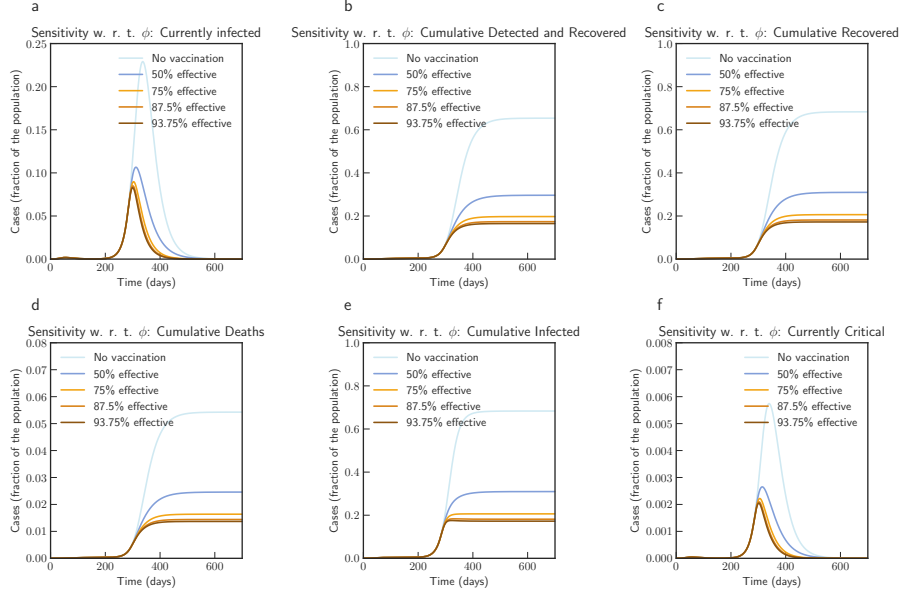 a
Sensitivity w. r. t. ϕ: Currently infected
0.25
0.20
0.15
0.10
0.05
0.00
Cases (fraction of the population)
No vaccination
50% effective
75% effective
87.5% effective
93.75% effective
0 200 400 600
Time (days)
b
Sensitivity w. r. t. ϕ: Cumulative Detected and Recovered
1.0
0.8
0.6
0.4
0.2
0.0
Cases (fraction of the population)
No vaccination
50% effective
75% effective
87.5% effective
93.75% effective
0 200 400 600
Time (days)
c
Sensitivity w. r. t. ϕ: Cumulative Recovered
1.0
0.8
0.6
0.4
0.2
0.0
Cases (fraction of the population)
No vaccination
50% effective
75% effective
87.5% effective
93.75% effective
0 200 400 600
Time (days)
d
Sensitivity w. r. t. ϕ: Cumulative Deaths
0.08
0.07
0.06
0.05
0.04
0.03
0.02
0.01
0.00
Cases (fraction of the population)
No vaccination
50% effective
75% effective
87.5% effective
93.75% effective
0 200 400 600
Time (days)
e
Sensitivity w. r. t. ϕ: Cumulative Infected
1.0
0.8
0.6
0.4
0.2
0.0
Cases (fraction of the population)
No vaccination
50% effective
75% effective
87.5% effective
93.75% effective
0 200 400 600
Time (days)
f
Sensitivity w. r. t. ϕ: Currently Critical
0.008
0.007
0.006
0.005
0.004
0.003
0.002
0.001
0.000
Cases (fraction of the population)
No vaccination
50% effective
75% effective
87.5% effective
93.75% effective
0 200 400 600
Time (days)